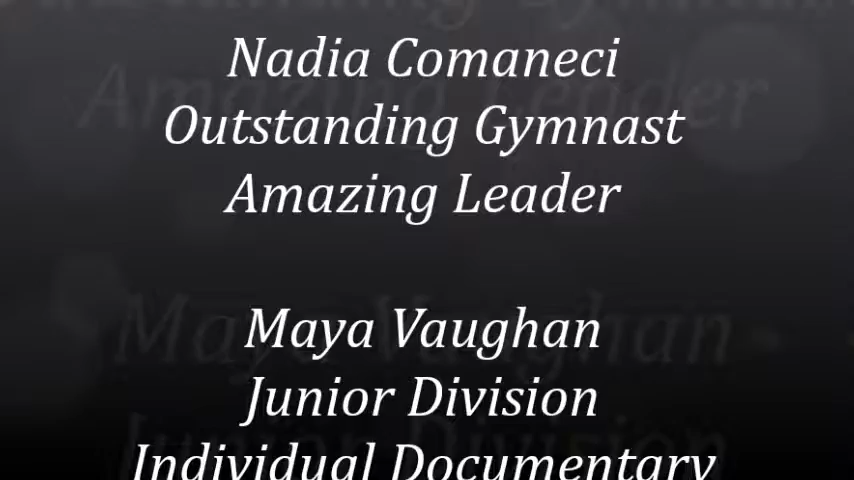 Nadia Comaneci
Outstanding Gymnast
Amazing Leader
Maya Vaughan
Junior Division
Individual Documentary